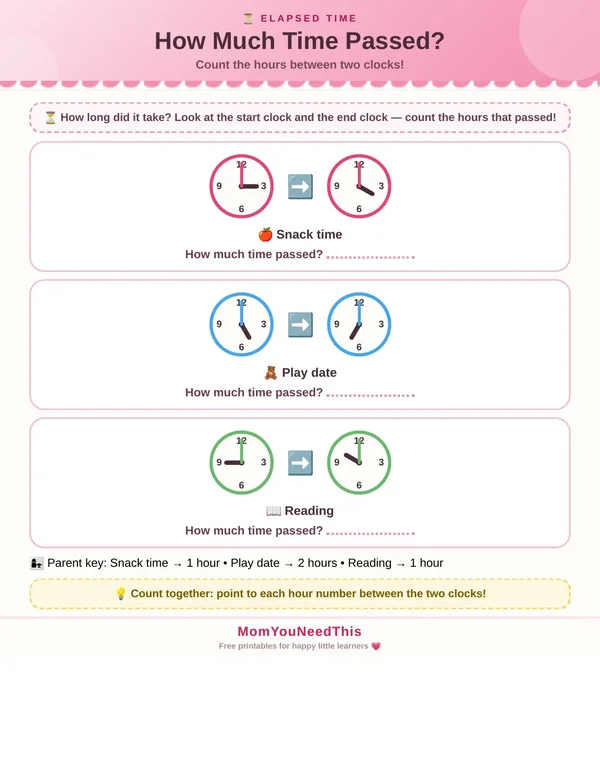 ⏳ ELAPSED TIME
How Much Time Passed?
Count the hours between two clocks!
⏳ How long did it take? Look at the start clock and the end clock — count the hours that passed!
12 12
9 3 9 3
6 6
🍎 Snack time
How much time passed?
12 12
9 3 9 3
6 6
🧸 Play date
How much time passed?
12 12
9 3 9 3
6 6
📖 Reading
How much time passed?
Parent key: Snack time → 1 hour • Play date → 2 hours • Reading → 1 hour
💡 Count together: point to each hour number between the two clocks!
MomYouNeedThis
Free printables for happy little learners 💗